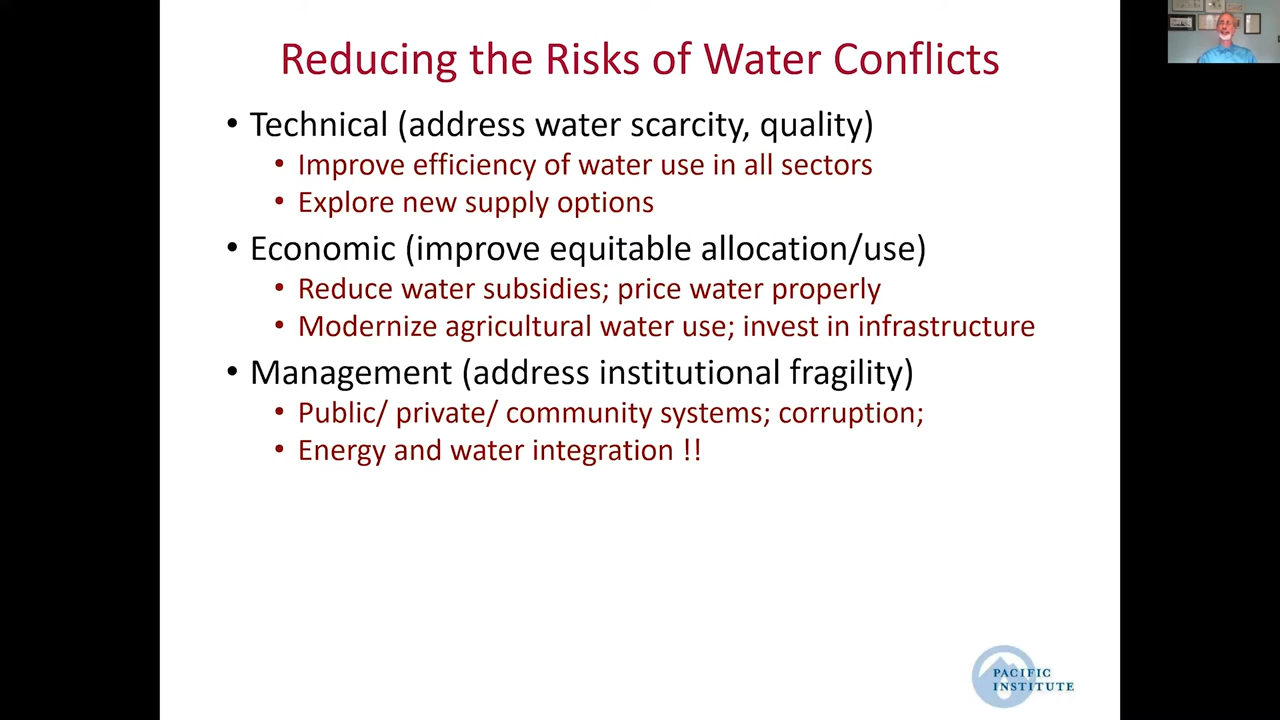 Reducing the Risks of Water Conflicts
• Technical (address water scarcity, quality)
• Improve efficiency of water use in all sectors
• Explore new supply options
• Economic (improve equitable allocation/use)
• Reduce water subsidies; price water properly
• Modernize agricultural water use; invest in infrastructure
• Management (address institutional fragility)
• Public/ private/ community systems; corruption;
• Energy and water integration !!
PACIFIC
INSTITUTE